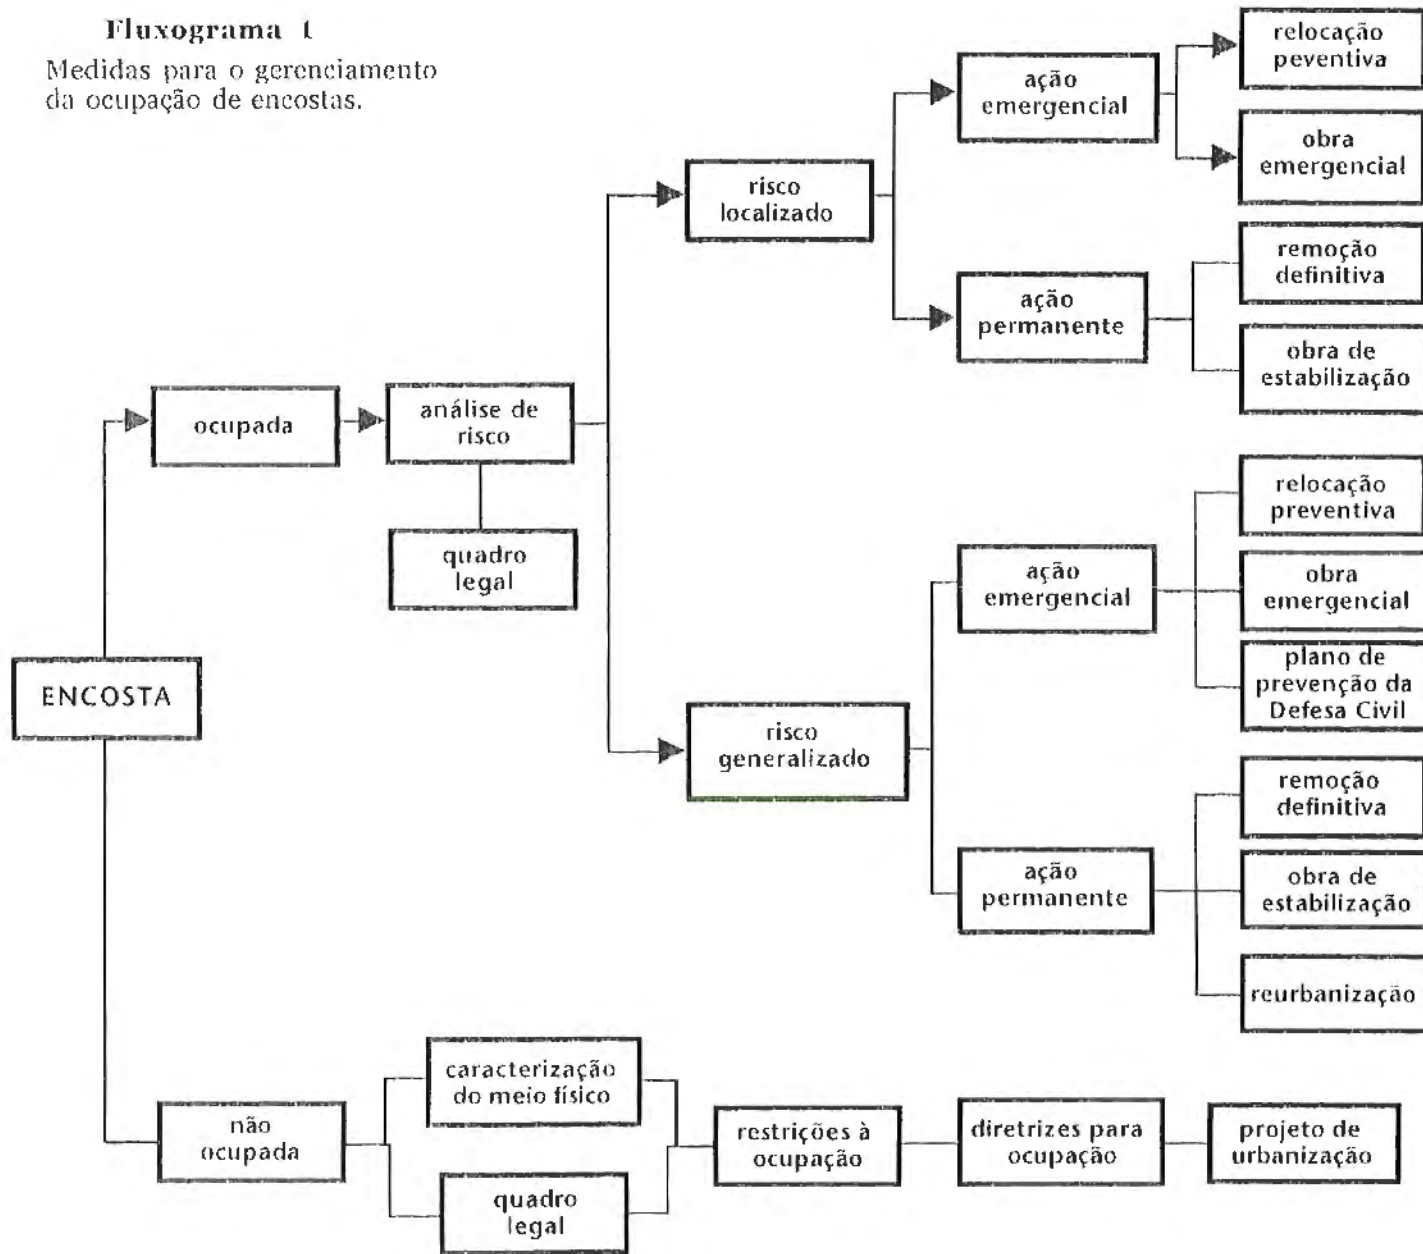 Fluxograma 1
Medidas para o gerenciamento
da ocupação de encostas.
ENCOSTA
ocupada
análise de
risco
quadro
legal
risco
localizado
ação
emergencial
relocação
peventiva
obra
emergencial
ação
permanente
remoção
definitiva
obra de
estabilização
risco
generalizado
ação
emergencial
relocação
preventiva
obra
emergencial
plano de
prevenção da
Defesa Civil
ação
permanente
remoção
definitiva
obra de
estabilização
reurbanização
não
ocupada
caracterização
do meio físico
quadro
legal
restrições à
ocupação
diretrizes para
ocupação
projeto de
urbanização